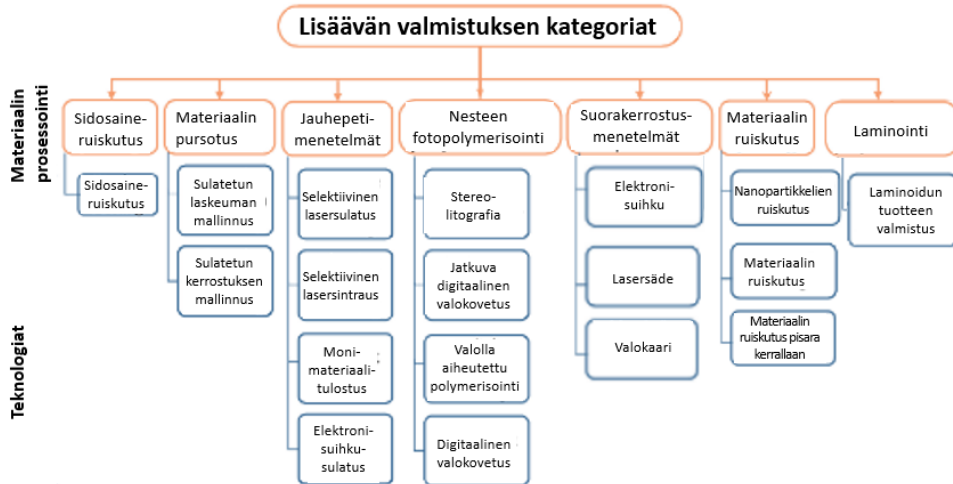 Lisäävän valmistuksen kategoriat
Materiaalin
prosessointi
Sidosaine-
ruiskutus
Materiaalin
pursotus
Jauhepeti-
menetelmät
Nesteen
fotopolymerisointi
Suorakerrostus-
menetelmät
Materiaalin
ruiskutus
Laminointi
Teknologiat
Sidosaine-
ruiskutus
Sulatetun
laskeuman
mallinnus
Sulatetun
kerrostuksen
mallinnus
Selektiivinen
lasersulatus
Selektiivinen
lasersintraus
Moni-
materiaali-
tulostus
Elektroni-
suihku-
sulatus
Stereo-
litografia
Jatkuva
digitaalinen
valokovetus
Valolla
aiheutettu
polymerisointi
Digitaalinen
valokovetus
Elektroni-
suihku
Lasersäde
Valokaari
Nanopartikkelien
ruiskutus
Materiaalin
ruiskutus
Materiaalin
ruiskutus pisara
kerrallaan
Laminoidun
tuotteen
valmistus